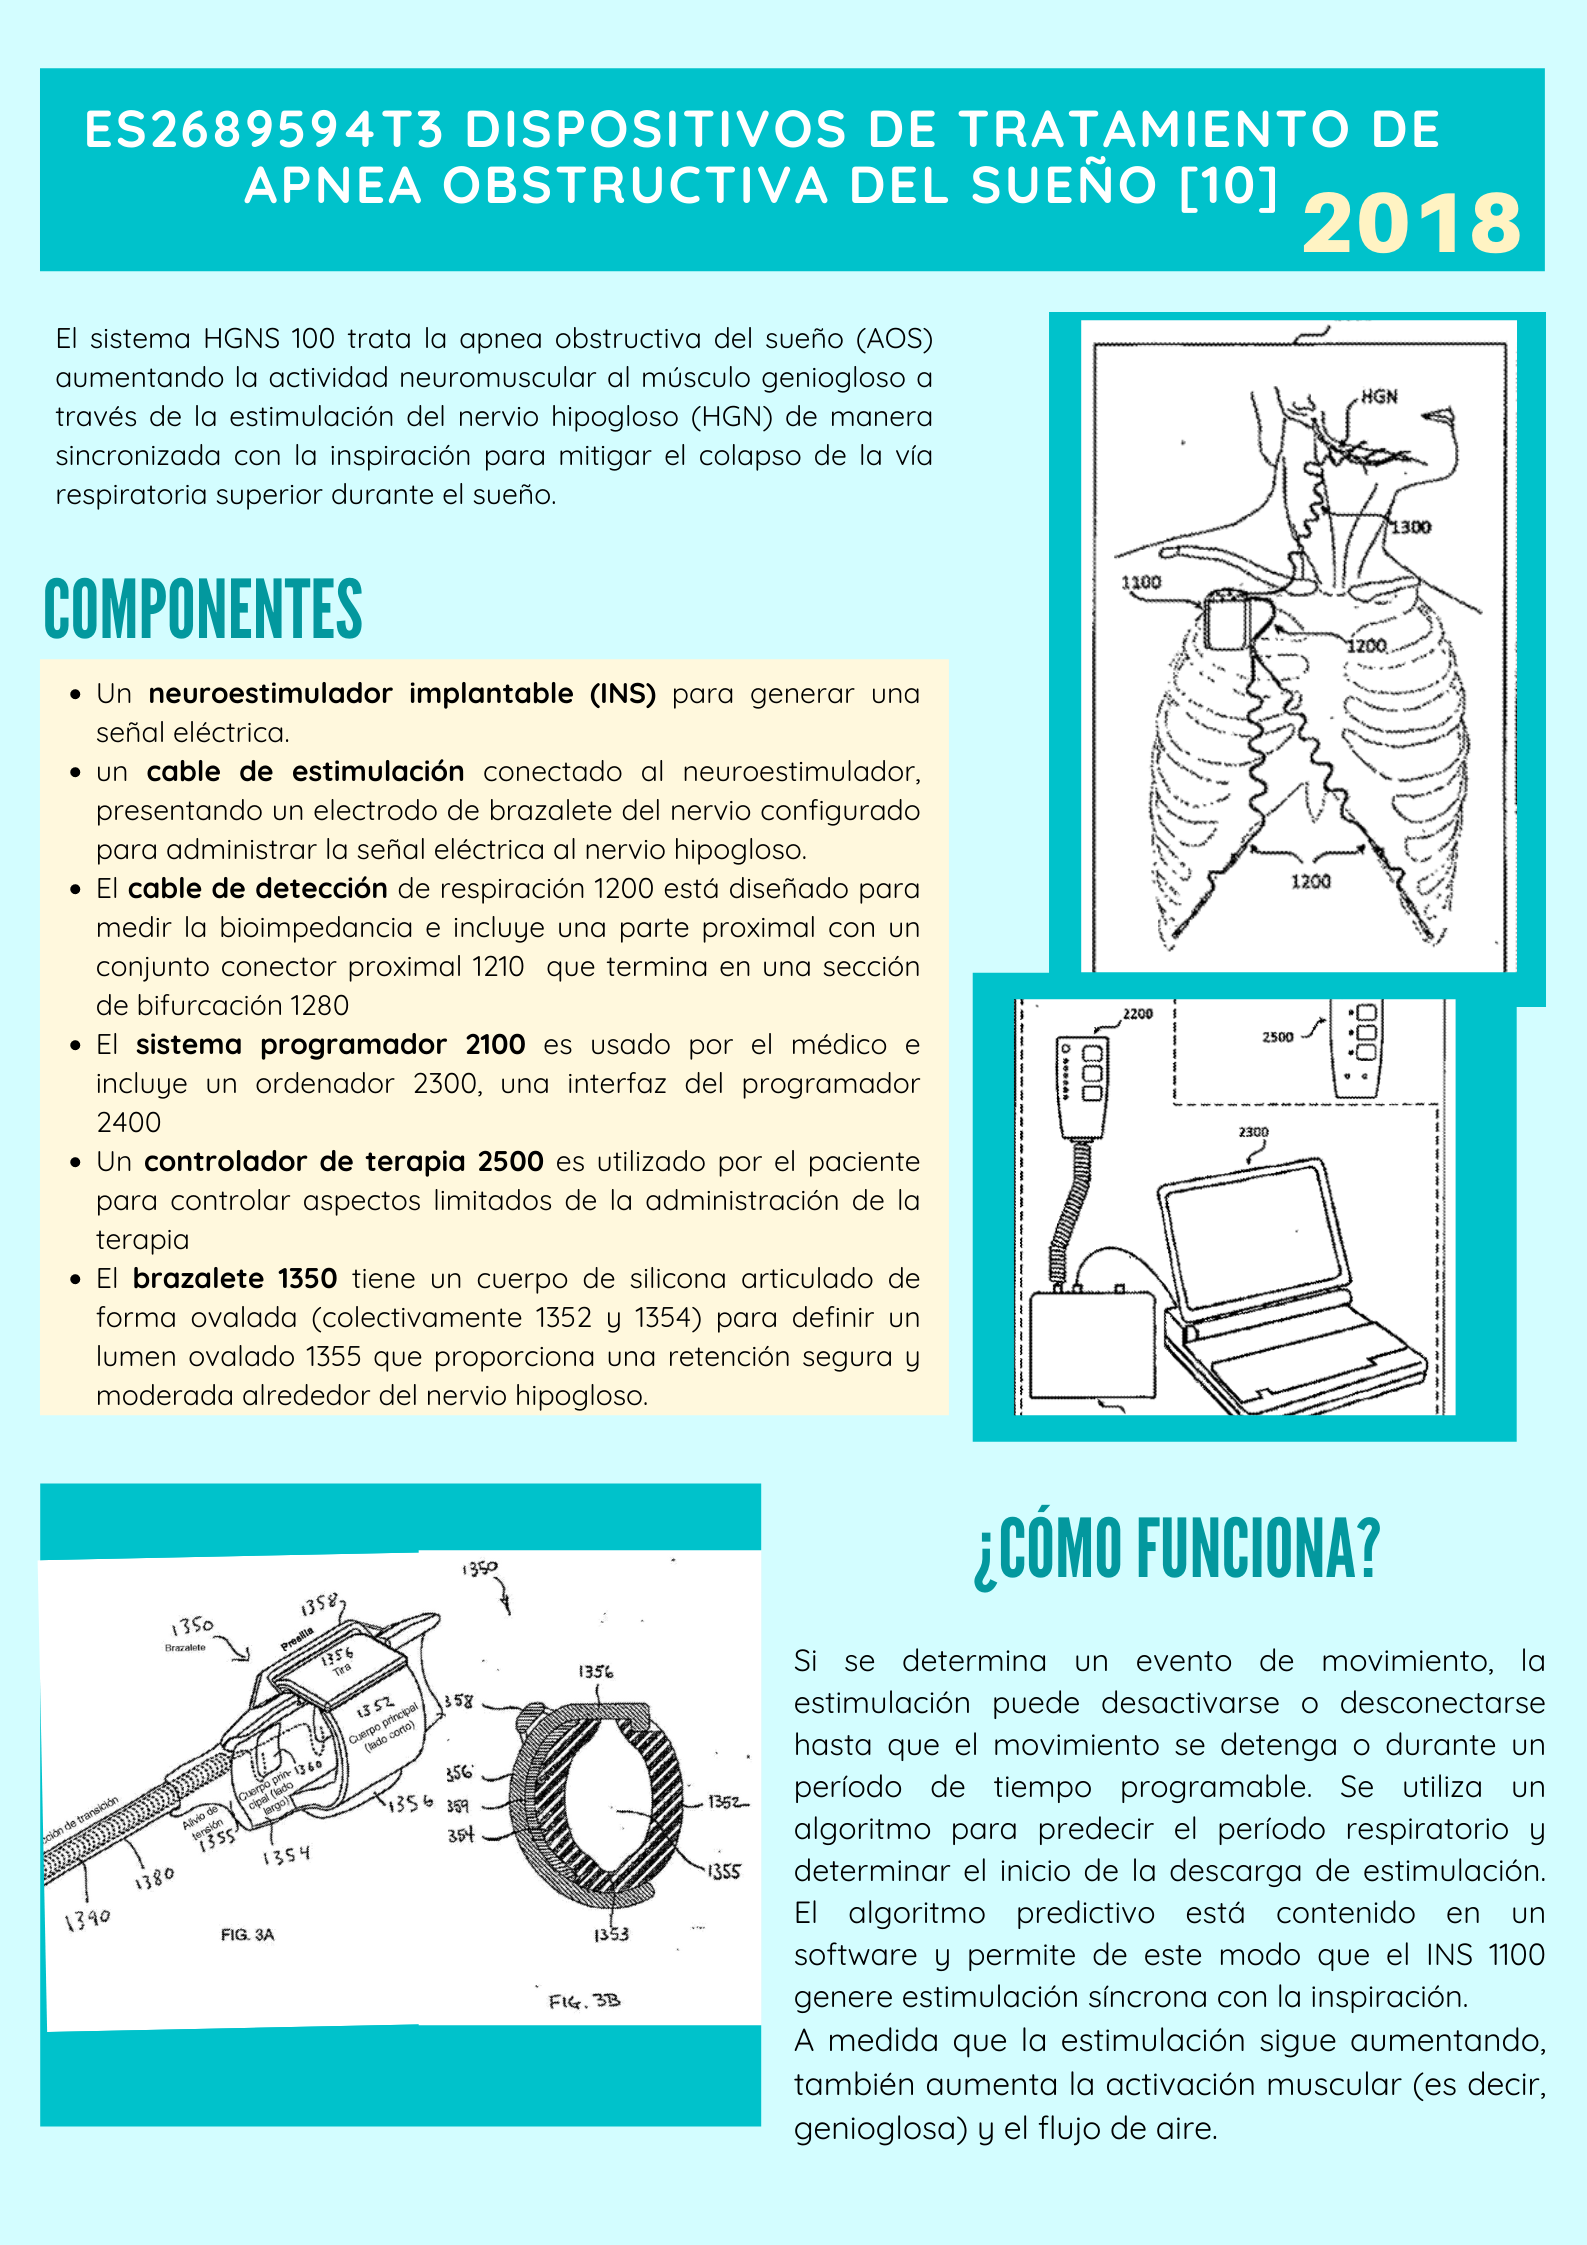 ES2689594T3 DISPOSITIVOS DE TRATAMIENTO DE
APNEA OBSTRUCTIVA DEL SUEÑO [10]
2018
El sistema HGNS 100 trata la apnea obstructiva del sueño (AOS)
aumentando la actividad neuromuscular al músculo geniogloso a
través de la estimulación del nervio hipogloso (HGN) de manera
sincronizada con la inspiración para mitigar el colapso de la vía
respiratoria superior durante el sueño.
HGN
1300
1100
1200
1200
COMPONENTES
Un neuroestimulador implantable (INS) para generar una
señal eléctrica.
un cable de estimulación conectado al neuroestimulador,
presentando un electrodo de brazalete del nervio configurado
para administrar la señal eléctrica al nervio hipogloso.
El cable de detección de respiración 1200 está diseñado para
medir la bioimpedancia e incluye una parte proximal con un
conjunto conector proximal 1210 que termina en una sección
de bifurcación 1280
El sistema programador 2100 es usado por el médico e
incluye un ordenador 2300, una interfaz del programador
2400
Un controlador de terapia 2500 es utilizado por el paciente
para controlar aspectos limitados de la administración de la
terapia
El brazalete 1350 tiene un cuerpo de silicona articulado de
forma ovalada (colectivamente 1352 y 1354) para definir un
lumen ovalado 1355 que proporciona una retención segura y
moderada alrededor del nervio hipogloso.
2200
2500
2300
1350
Brazalete
1358
Presilla
1356
Tira
1352
Cuerpo principal
(lado corto)
Cuerpo prin-
cipal (lado
largo)
1360
1356
Alivio de
tensión
1355
1354
cción de transición
1380
1390
FIG. 3A
1350
1356
358
356
359
354
1352
1355
1353
FIG. 3B
¿CÓMO FUNCIONA?
Si se determina un evento de movimiento, la
estimulación puede desactivarse o desconectarse
hasta que el movimiento se detenga o durante un
período de tiempo programable. Se utiliza un
algoritmo para predecir el período respiratorio y
determinar el inicio de la descarga de estimulación.
El algoritmo predictivo está contenido en un
software y permite de este modo que el INS 1100
genere estimulación síncrona con la inspiración.
A medida que la estimulación sigue aumentando,
también aumenta la activación muscular (es decir,
genioglosa) y el flujo de aire.